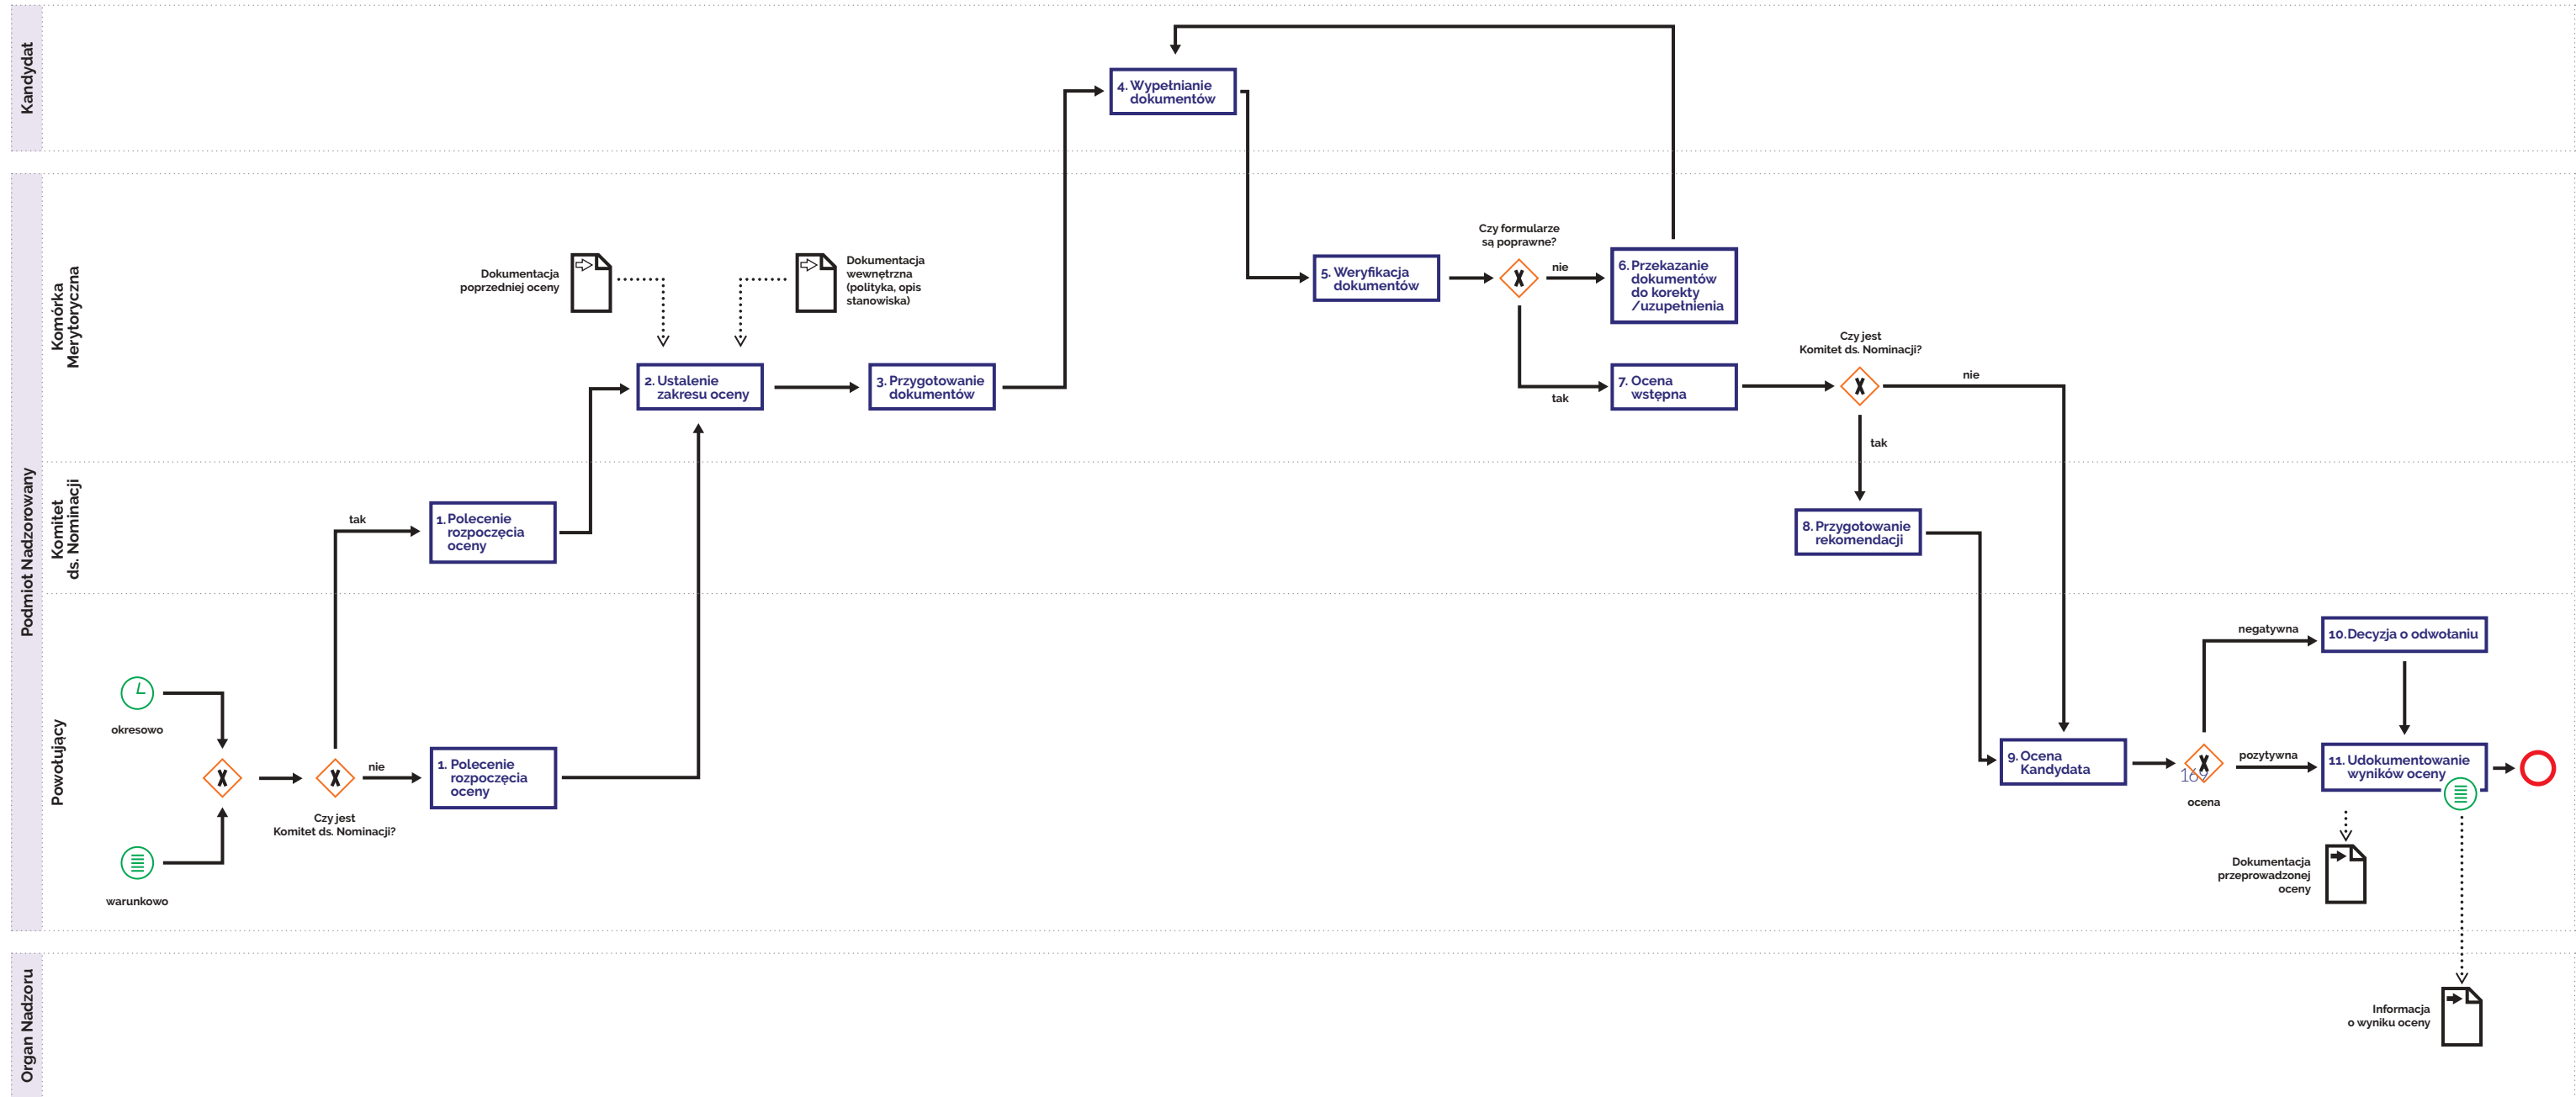 Kandydat
4. Wypełnianie
dokumentów
Podmiot Nadzorowany
Komórka
Merytoryczna
Dokumentacja
poprzedniej oceny
Dokumentacja
wewnętrzna
(polityka, opis
stanowiska)
2. Ustalenie
zakresu oceny
3. Przygotowanie
dokumentów
5. Weryfikacja
dokumentów
Czy formularze
są poprawne?
nie
6. Przekazanie
dokumentów
do korekty
/uzupełnienia
tak
7. Ocena
wstępna
Czy jest
Komitet ds. Nominacji?
nie
tak
Komitet
ds. Nominacji
tak
1. Polecenie
rozpoczęcia
oceny
8. Przygotowanie
rekomendacji
Powołujący
okresowo
warunkowo
Czy jest
Komitet ds. Nominacji?
nie
1. Polecenie
rozpoczęcia
oceny
9. Ocena
Kandydata
169
ocena
negatywna
10. Decyzja o odwołaniu
pozytywna
11. Udokumentowanie
wyników oceny
Dokumentacja
przeprowadzonej
oceny
Organ Nadzoru
Informacja
o wyniku oceny